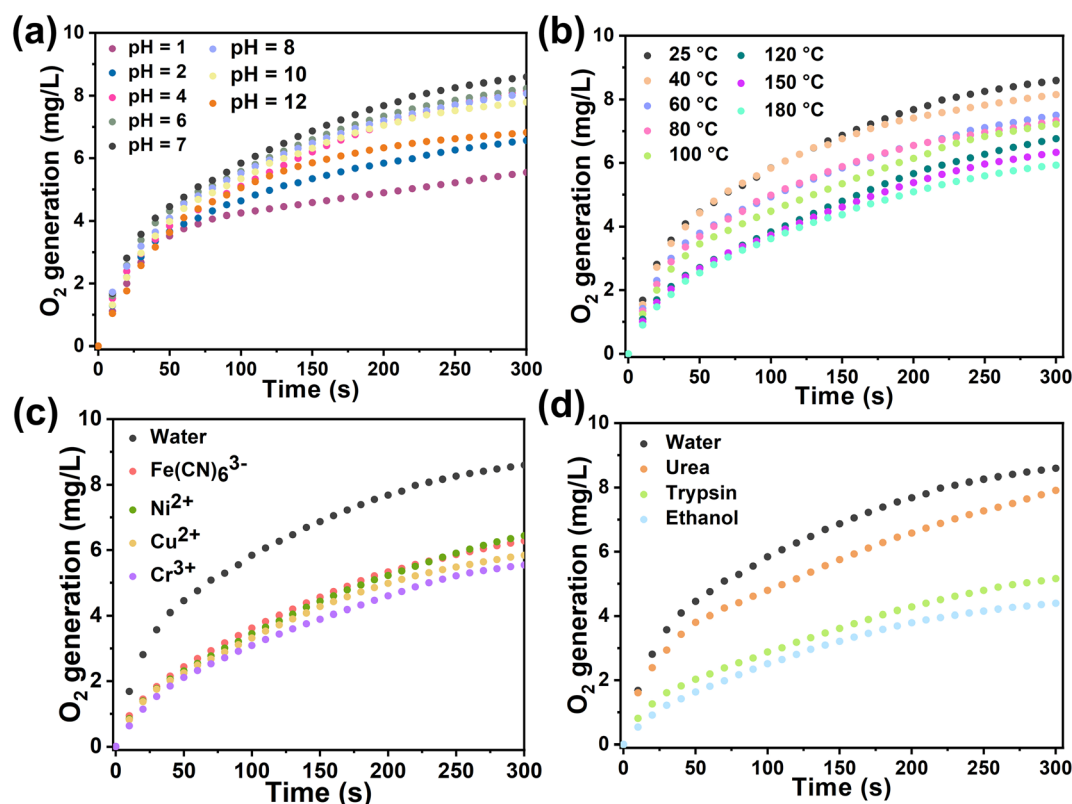 (a)
pH = 1
pH = 2
pH = 4
pH = 6
pH = 7
pH = 8
pH = 10
pH = 12
O2 generation (mg/L)
0
2
4
6
8
10
0
50
100
150
200
250
300
Time (s)
(b)
25 °C
40 °C
60 °C
80 °C
100 °C
120 °C
150 °C
180 °C
O2 generation (mg/L)
0
2
4
6
8
10
0
50
100
150
200
250
300
Time (s)
(c)
Water
Fe(CN)6 3-
Ni2+
Cu2+
Cr3+
O2 generation (mg/L)
0
2
4
6
8
10
0
50
100
150
200
250
300
Time (s)
(d)
Water
Urea
Trypsin
Ethanol
O2 generation (mg/L)
0
2
4
6
8
10
0
50
100
150
200
250
300
Time (s)